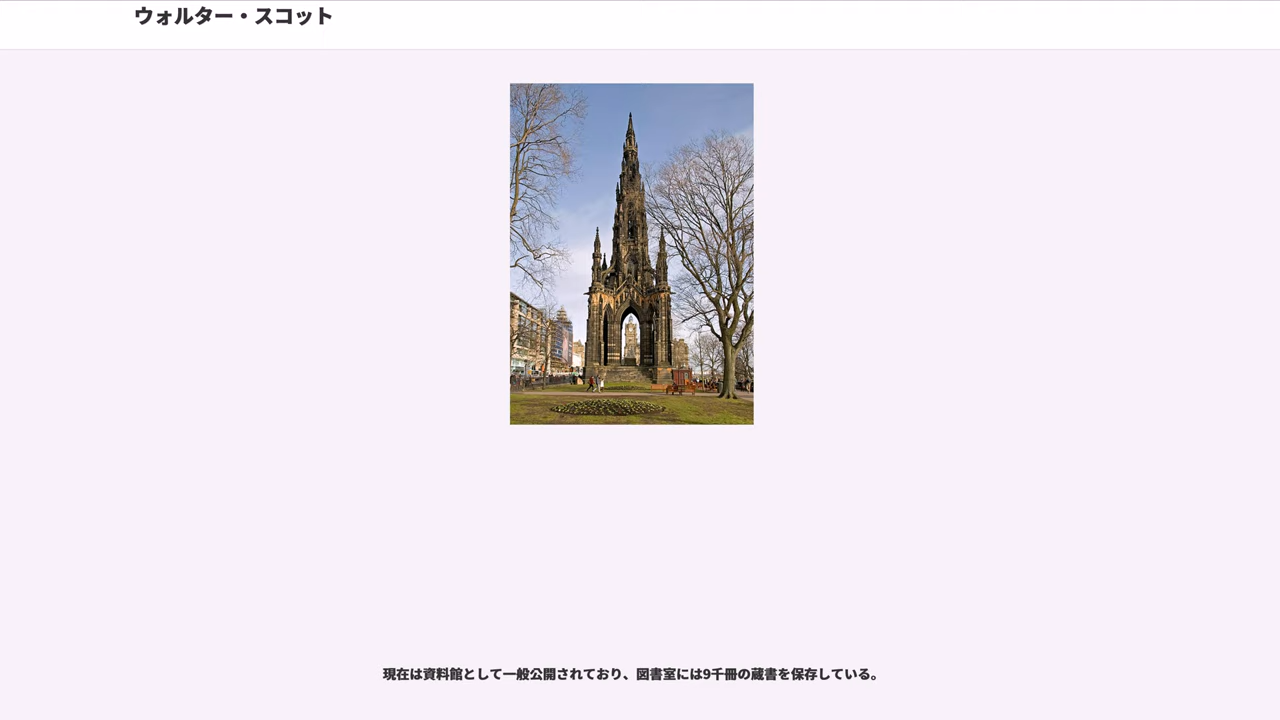 ウォルター・スコット
現在は資料館として一般公開されており、図書室には9千冊の蔵書を保存している。